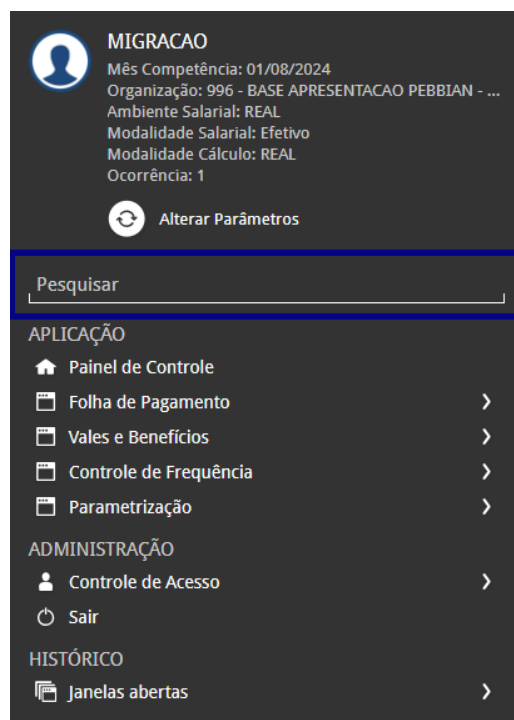 MIGRACAO
Mês Competência: 01/08/2024
Organização: 996 - BASE APRESENTACAO PEBBIAN - ...
Ambiente Salarial: REAL
Modalidade Salarial: Efetivo
Modalidade Cálculo: REAL
Ocorrência: 1
Alterar Parâmetros
Pesquisar
APLICAÇÃO
Painel de Controle
Folha de Pagamento
Vales e Benefícios
Controle de Frequência
Parametrização
ADMINISTRAÇÃO
Controle de Acesso
Sair
HISTÓRICO
Janelas abertas